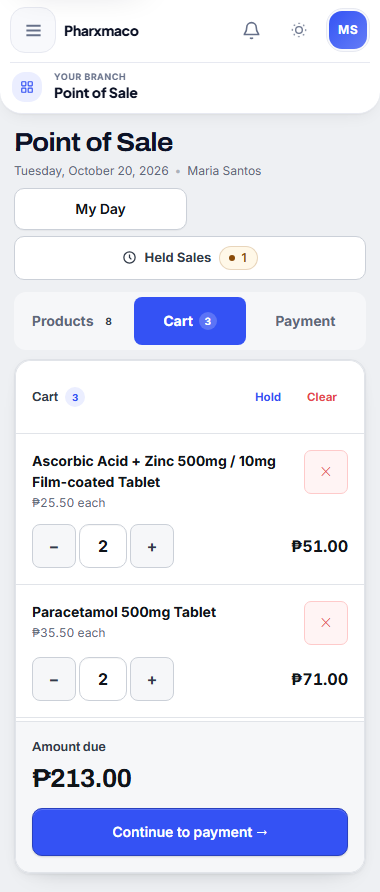 Pharxmaco
MS
YOUR BRANCH
Point of Sale
Point of Sale
Tuesday, October 20, 2026 • Maria Santos
My Day
Held Sales • 1
Products 8
Cart 3
Payment
Cart 3
Hold
Clear
Ascorbic Acid + Zinc 500mg / 10mg
Film-coated Tablet
₱25.50 each
×
− 2 +
₱51.00
Paracetamol 500mg Tablet
₱35.50 each
×
− 2 +
₱71.00
Amount due
₱213.00
Continue to payment →